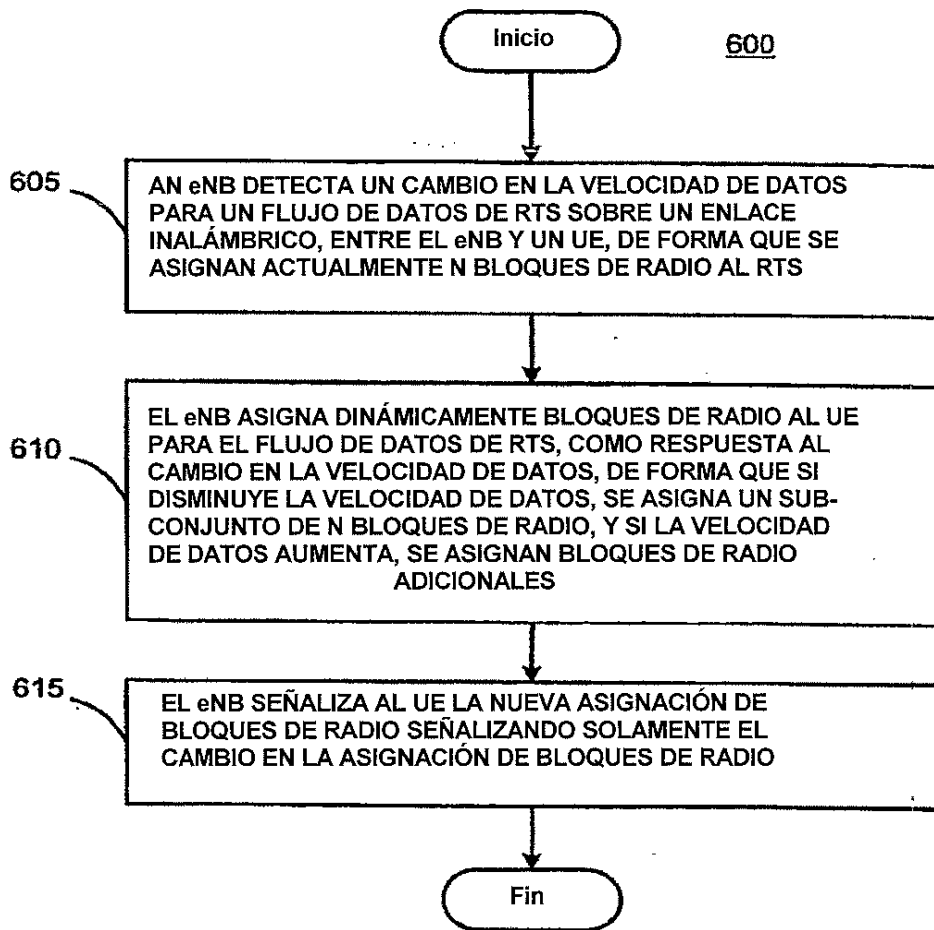 Inicio
600
605
AN eNB DETECTA UN CAMBIO EN LA VELOCIDAD DE DATOS
PARA UN FLUJO DE DATOS DE RTS SOBRE UN ENLACE
INALÁMBRICO, ENTRE EL eNB Y UN UE, DE FORMA QUE SE
ASIGNAN ACTUALMENTE N BLOQUES DE RADIO AL RTS
610
EL eNB ASIGNA DINÁMICAMENTE BLOQUES DE RADIO AL UE
PARA EL FLUJO DE DATOS DE RTS, COMO RESPUESTA AL
CAMBIO EN LA VELOCIDAD DE DATOS, DE FORMA QUE SI
DISMINUYE LA VELOCIDAD DE DATOS, SE ASIGNA UN SUB-
CONJUNTO DE N BLOQUES DE RADIO, Y SI LA VELOCIDAD
DE DATOS AUMENTA, SE ASIGNAN BLOQUES DE RADIO
ADICIONALES
615
EL eNB SEÑALIZA AL UE LA NUEVA ASIGNACIÓN DE
BLOQUES DE RADIO SEÑALIZANDO SOLAMENTE EL
CAMBIO EN LA ASIGNACIÓN DE BLOQUES DE RADIO
Fin